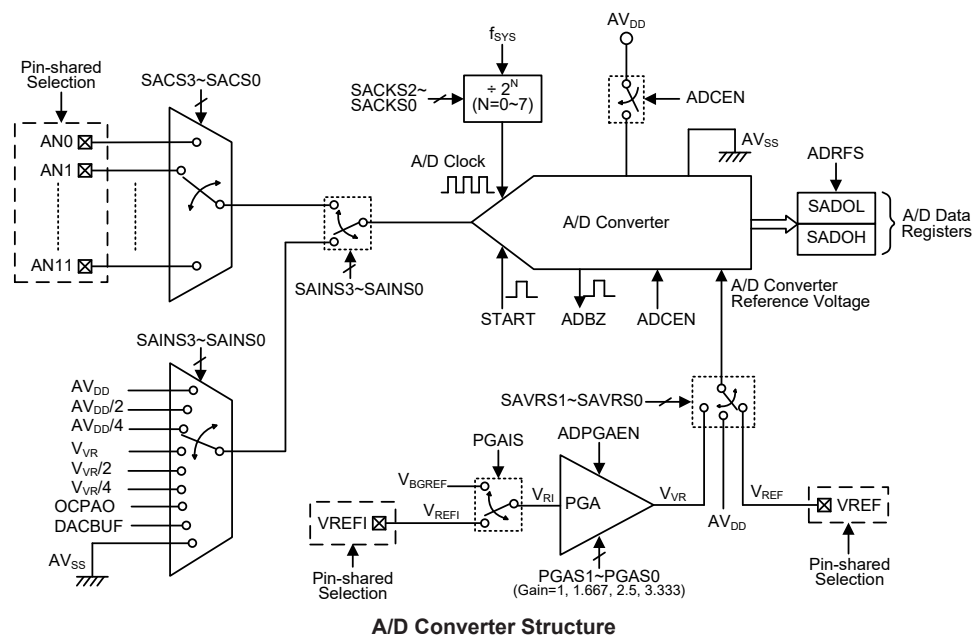 Pin-shared
Selection
SACS3~SACS0
AN0
AN1
AN11
fSYS
SACKS2~
SACKS0
÷ 2^N
(N=0~7)
A/D Clock
AVDD
ADCEN
AVSS
ADRFS
A/D Converter
SADOL
SADOH
A/D Data
Registers
SAINS3~SAINS0
START
ADBZ
ADCEN
A/D Converter
Reference Voltage
SAINS3~SAINS0
AVDD
AVDD/2
AVDD/4
VVR
VVR/2
VVR/4
OCPAO
DACBUF
AVSS
SAVRS1~SAVRS0
PGAIS
ADPGAEN
VBGREF
VREFI
VREFI
VRI
PGA
VVR
AVDD
VREF
VREF
Pin-shared
Selection
PGAS1~PGAS0
(Gain=1, 1.667, 2.5, 3.333)
Pin-shared
Selection
A/D Converter Structure